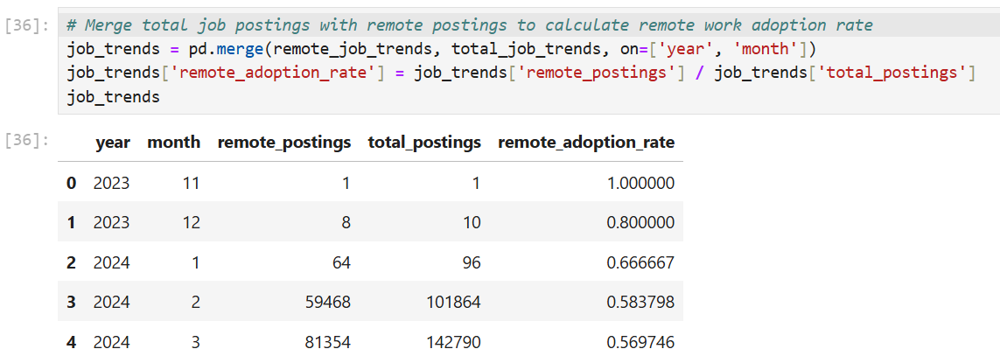 [36]: # Merge total job postings with remote postings to calculate remote work adoption rate
job_trends = pd.merge(remote_job_trends, total_job_trends, on=['year', 'month'])
job_trends['remote_adoption_rate'] = job_trends['remote_postings'] / job_trends['total_postings']
job_trends
[36]: year month remote_postings total_postings remote_adoption_rate
0 2023 11 1 1 1.000000
1 2023 12 8 10 0.800000
2 2024 1 64 96 0.666667
3 2024 2 59468 101864 0.583798
4 2024 3 81354 142790 0.569746